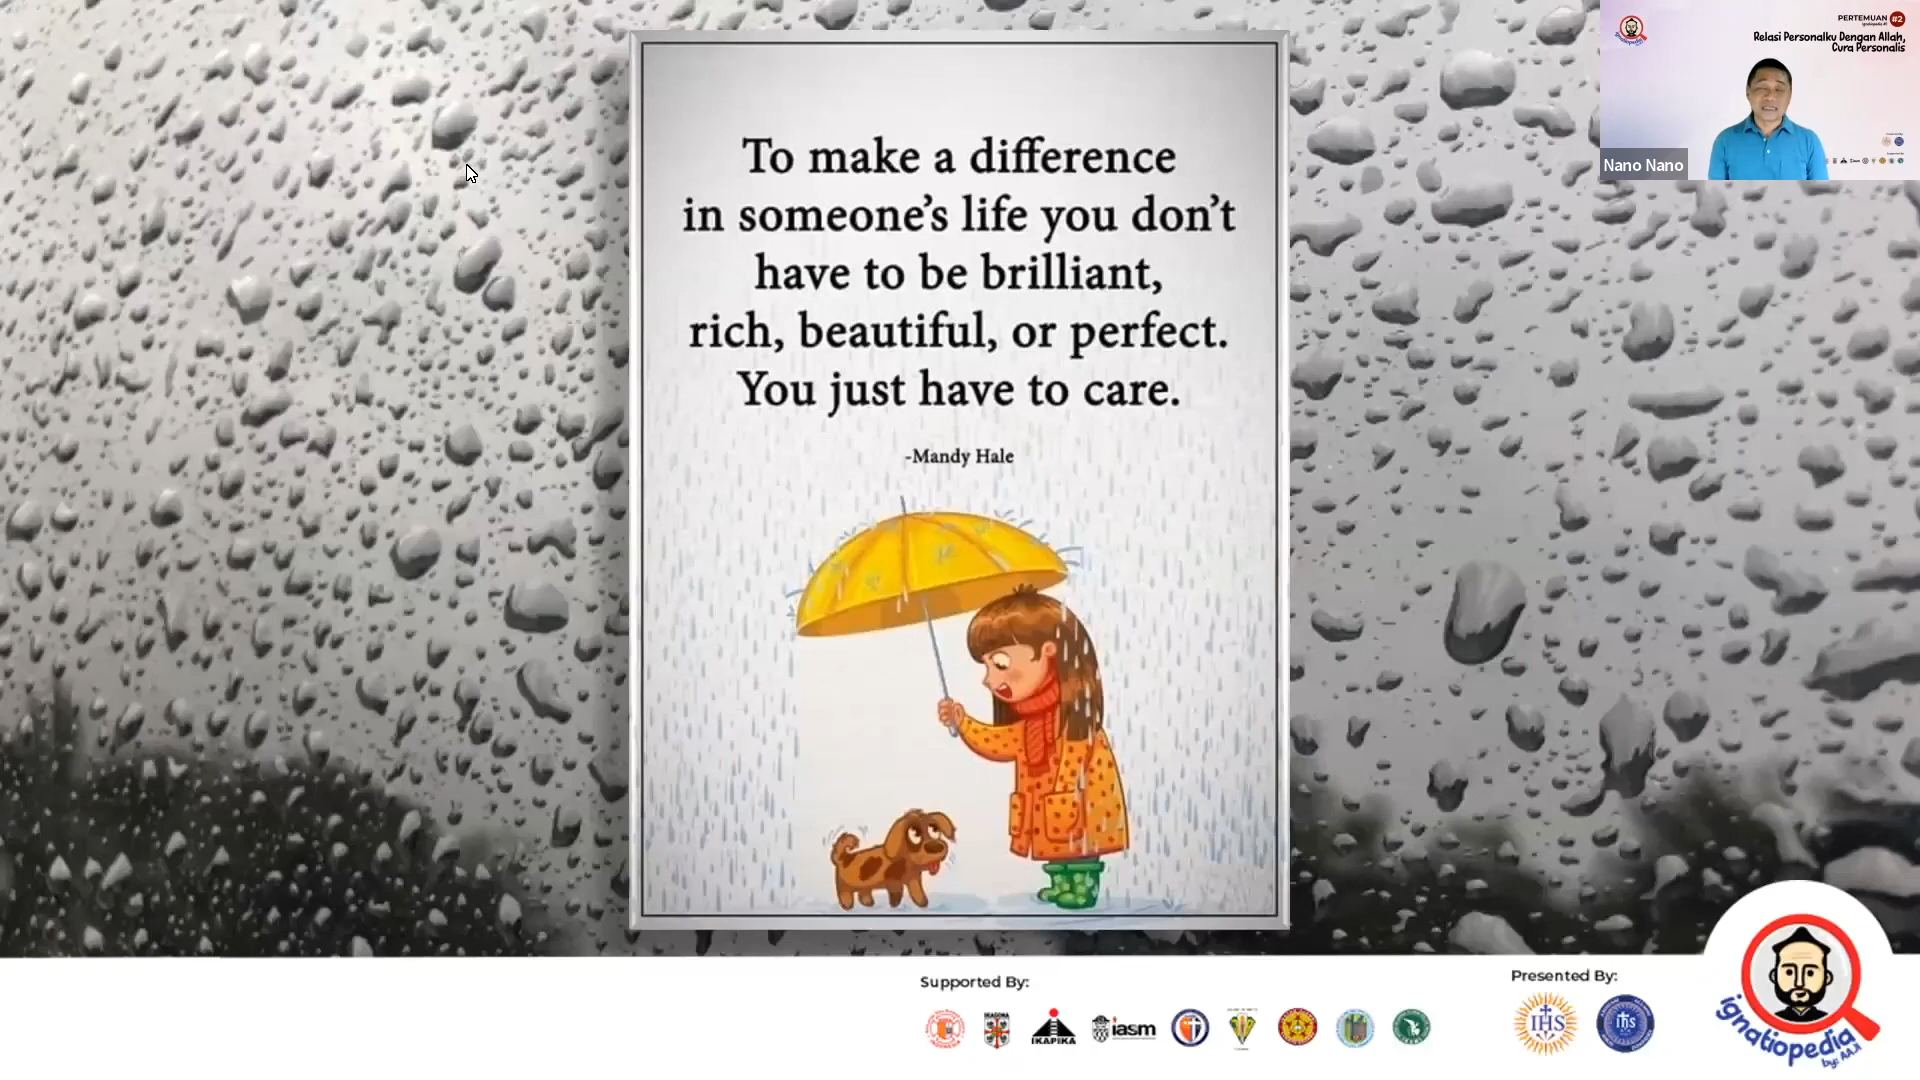 To make a difference
in someone's life you don't
have to be brilliant,
rich, beautiful, or perfect.
You just have to care.
-Mandy Hale
PERTEMUAN #2
Relasi Personalku Dengan Allah,
Cura Personalis
Nano Nano
Supported By:
IKAPIKA
iasm
Presented By:
IHS
ihs
ignatiopedia
by: AAJI